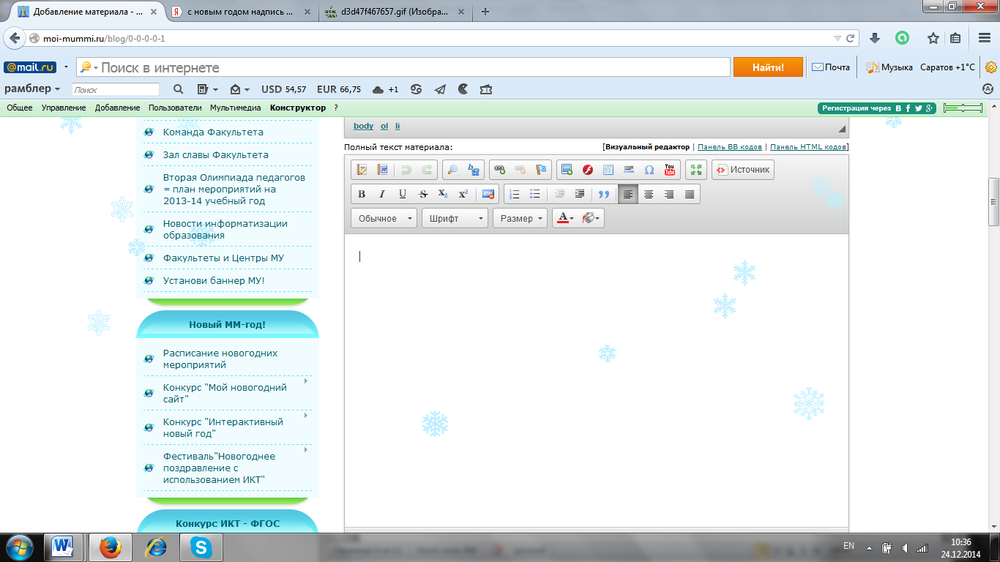 Добавление материала - ...
с новым годом надпись ...
d3d47f467657.gif (Изобра...
moi-mummi.ru/blog/0-0-0-0-1
@mail.ru
Поиск в интернете
Найти!
Почта
Музыка
Саратов +1°C
рамблер
Поиск
USD 54,57
EUR 66,75
+1
Общее Управление Добавление Пользователи Мультимедиа Конструктор ?
Регистрация через
Команда Факультета
Зал славы Факультета
Вторая Олимпиада педагогов
= план мероприятий на
2013-14 учебный год
Новости информатизации
образования
Факультеты и Центры МУ
Установи баннер МУ!
Новый ММ-год!
Расписание новогодних
мероприятий
Конкурс "Мой новогодний
сайт"
Конкурс "Интерактивный
новый год"
Фестиваль"Новогоднее
поздравление с
использованием ИКТ"
Конкурс ИКТ - ФГОС
body ol li
Полный текст материала:
[Визуальный редактор | Панель BB кодов | Панель HTML кодов]
You Tube
Источник
B I U S X₂ X²
Обычное
Шрифт
Размер
A
EN
10:36
24.12.2014